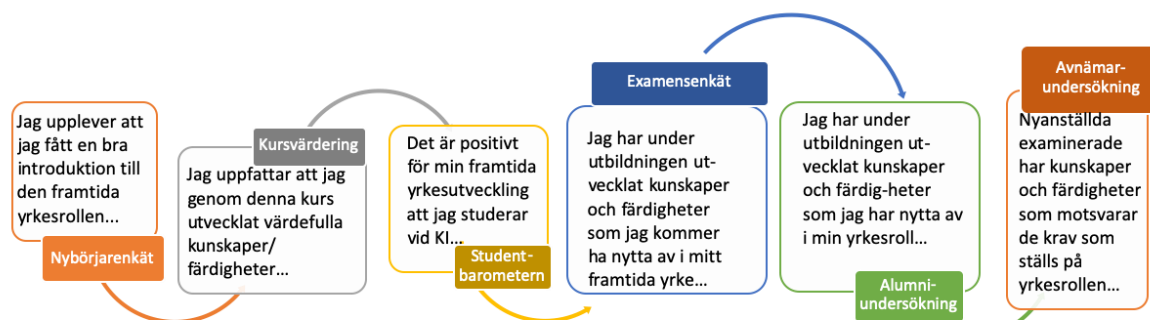 Jag upplever att
jag fått en bra
introduktion till
den framtida
yrkesrollen...
Nybörjarenkät
Kursvärdering
Jag uppfattar att jag
genom denna kurs
utvecklat värdefulla
kunskaper/
färdigheter...
Det är positivt
för min framtida
yrkesutveckling
att jag studerar
vid KI...
Student-
barometern
Examensenkät
Jag har under
utbildningen ut-
vecklat kunskaper
och färdigheter
som jag kommer
ha nytta av i mitt
framtida yrke...
Jag har under
utbildningen ut-
vecklat kunskaper
och färdig-heter
som jag har nytta av
i min yrkesroll...
Alumni-
undersökning
Avnämar-
undersökning
Nyanställda
examinerade
har kunskaper
och färdigheter
som motsvarar
de krav som
ställs på
yrkesrollen...